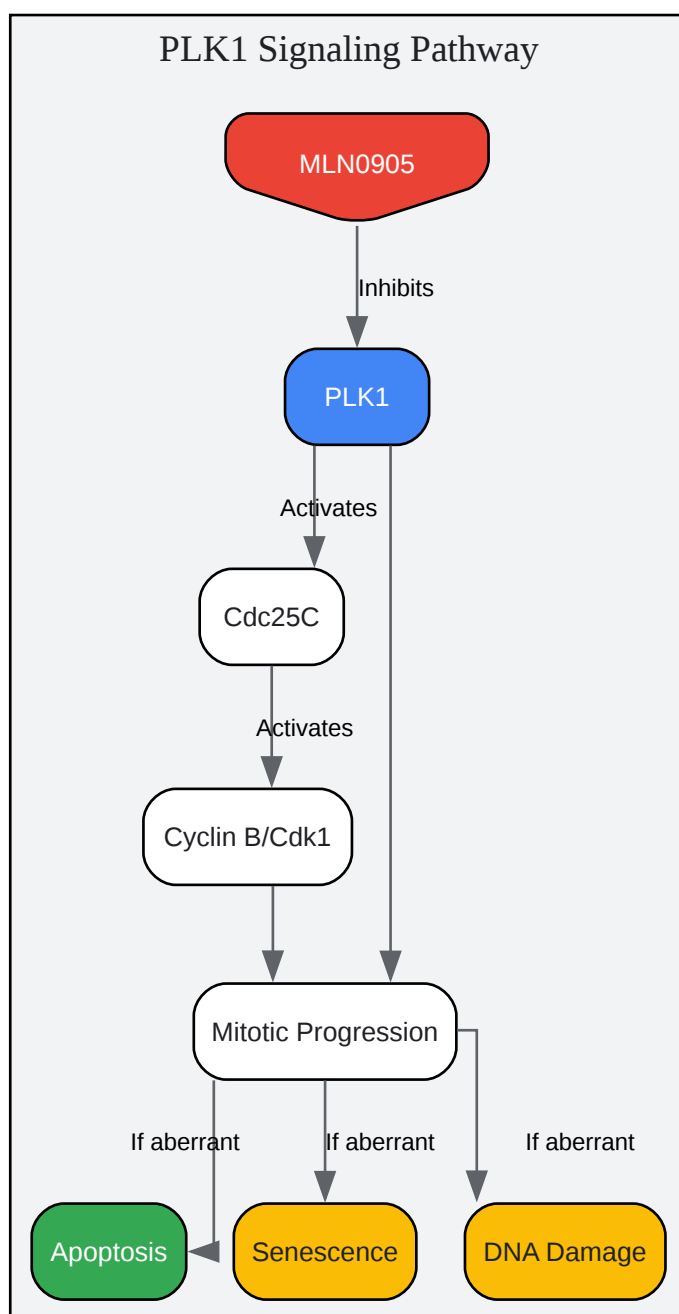 PLK1 Signaling Pathway
MLN0905
Inhibits
PLK1
Activates
Cdc25C
Activates
Cyclin B/Cdk1
Mitotic Progression
If aberrant
If aberrant
If aberrant
Apoptosis
Senescence
DNA Damage